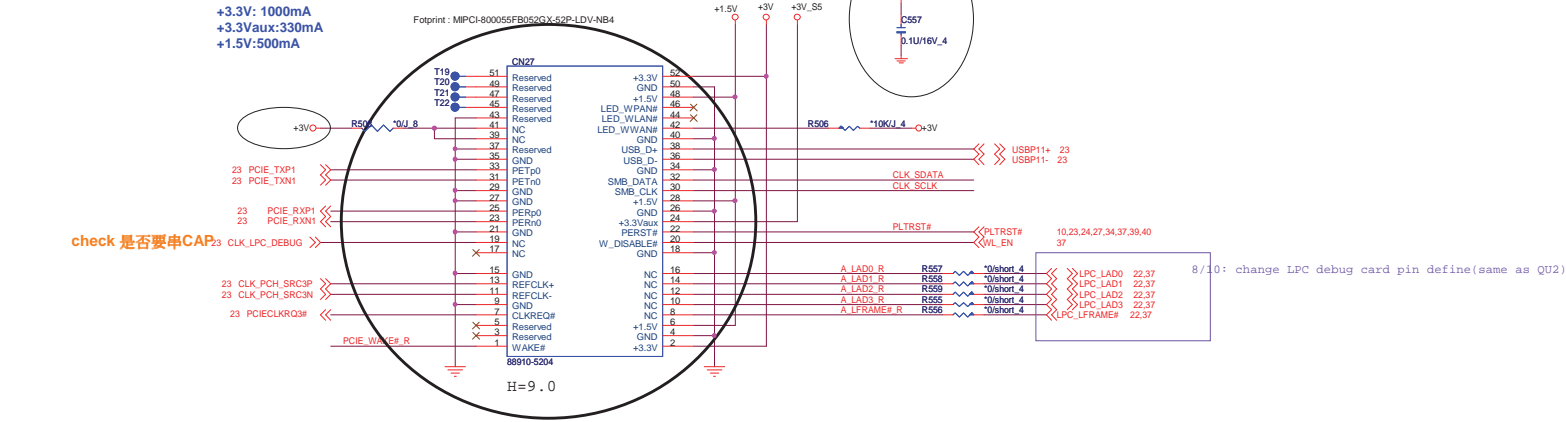 +3.3V: 1000mA
+3.3Vaux:330mA
+1.5V:500mA
Fotprint : MIPCI-800055FB052GX-52P-LDV-NB4
+1.5V
+3V
+3V_S5
C557
0.1U/16V_4
CN27
T19
T20
T21
T22
51 Reserved
49 Reserved
47 Reserved
45 Reserved
43 Reserved
41 NC
39 NC
37 Reserved
35 GND
33 PETp0
31 PETn0
29 GND
27 GND
25 PERp0
23 PERn0
21 GND
19 NC
17 NC
15 GND
13 REFCLK+
11 REFCLK-
9 GND
7 CLKREQ#
5 Reserved
3 Reserved
1 WAKE#
+3.3V 52
GND 50
+1.5V 48
LED_WPAN# 46
LED_WLAN# 44
LED_WWAN# 42
GND 40
USB_D+ 38
USB_D- 36
GND 34
SMB_DATA 32
SMB_CLK 30
+1.5V 28
GND 26
+3.3Vaux 24
PERST# 22
W_DISABLE# 20
GND 18
NC 16
NC 14
NC 12
NC 10
NC 8
+1.5V 6
GND 4
+3.3V 2
88910-5204
H=9.0
+3V
*0/J_8
23 PCIE_TXP1
23 PCIE_TXN1
23 PCIE_RXP1
23 PCIE_RXN1
check 是否要串CAP
23 CLK_LPC_DEBUG
23 CLK_PCH_SRC3P
23 CLK_PCH_SRC3N
23 PCIECLKRQ3#
PCIE_WAKE#_R
R506 *10K/J_4 +3V
USBP11+ 23
USBP11- 23
CLK_SDATA
CLK_SCLK
PLTRST#
PLTRST# 10,23,24,27,34,37,39,40
WL_EN 37
A_LAD0_R R557 *0/short_4 LPC_LAD0 22,37
A_LAD1_R R558 *0/short_4 LPC_LAD1 22,37
A_LAD2_R R559 *0/short_4 LPC_LAD2 22,37
A_LAD3_R R555 *0/short_4 LPC_LAD3 22,37
A_LFRAME#_R R556 *0/short_4 LPC_LFRAME# 22,37
8/10: change LPC debug card pin define(same as QU2)